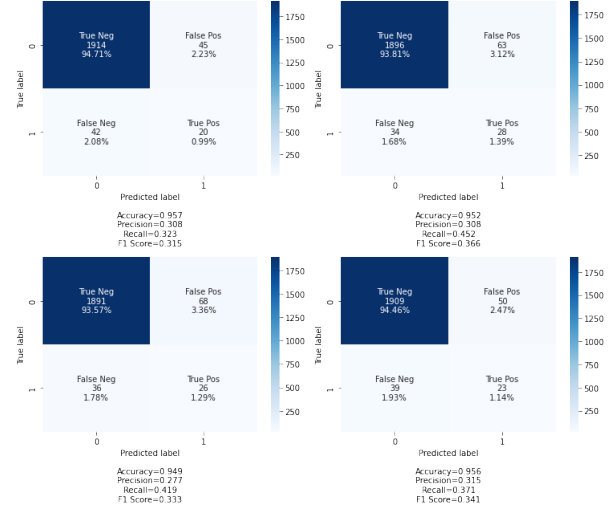 True Neg
1914
94.71%
False Pos
45
2.23%
False Neg
42
2.08%
True Pos
20
0.99%
0
1
True label
0
1
Predicted label
1750
1500
1250
1000
750
500
250
Accuracy=0.957
Precision=0.308
Recall=0.323
F1 Score=0.315
True Neg
1896
93.81%
False Pos
63
3.12%
False Neg
34
1.68%
True Pos
28
1.39%
0
1
True label
0
1
Predicted label
1750
1500
1250
1000
750
500
250
Accuracy=0.952
Precision=0.308
Recall=0.452
F1 Score=0.366
True Neg
1891
93.57%
False Pos
68
3.36%
False Neg
36
1.78%
True Pos
26
1.29%
0
1
True label
0
1
Predicted label
1750
1500
1250
1000
750
500
250
Accuracy=0.949
Precision=0.277
Recall=0.419
F1 Score=0.333
True Neg
1909
94.46%
False Pos
50
2.47%
False Neg
39
1.93%
True Pos
23
1.14%
0
1
True label
0
1
Predicted label
1750
1500
1250
1000
750
500
250
Accuracy=0.956
Precision=0.315
Recall=0.371
F1 Score=0.341